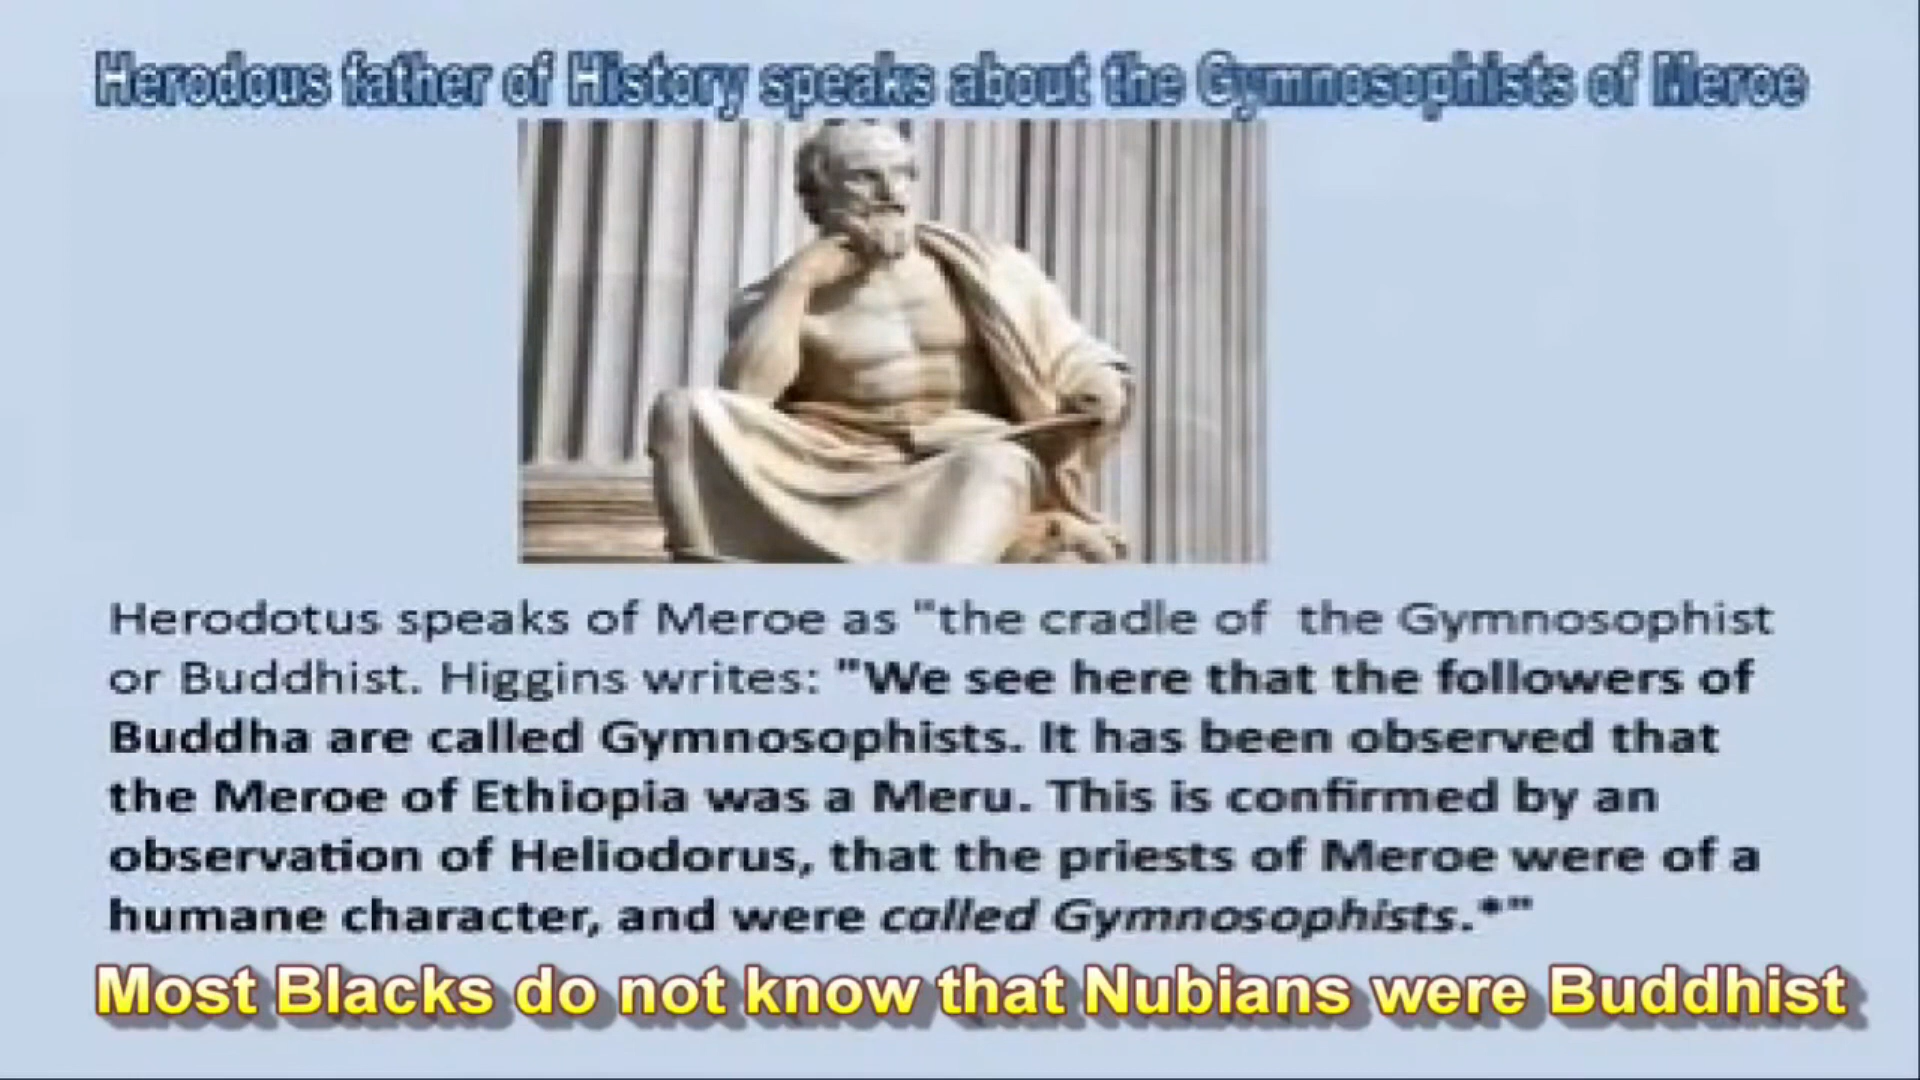 Herodous father of History speaks about the Gymnosophists of Meroe
Herodotus speaks of Meroe as "the cradle of the Gymnosophist
or Buddhist. Higgins writes: "We see here that the followers of
Buddha are called Gymnosophists. It has been observed that
the Meroe of Ethiopia was a Meru. This is confirmed by an
observation of Heliodorus, that the priests of Meroe were of a
humane character, and were called Gymnosophists.*"
Most Blacks do not know that Nubians were Buddhist